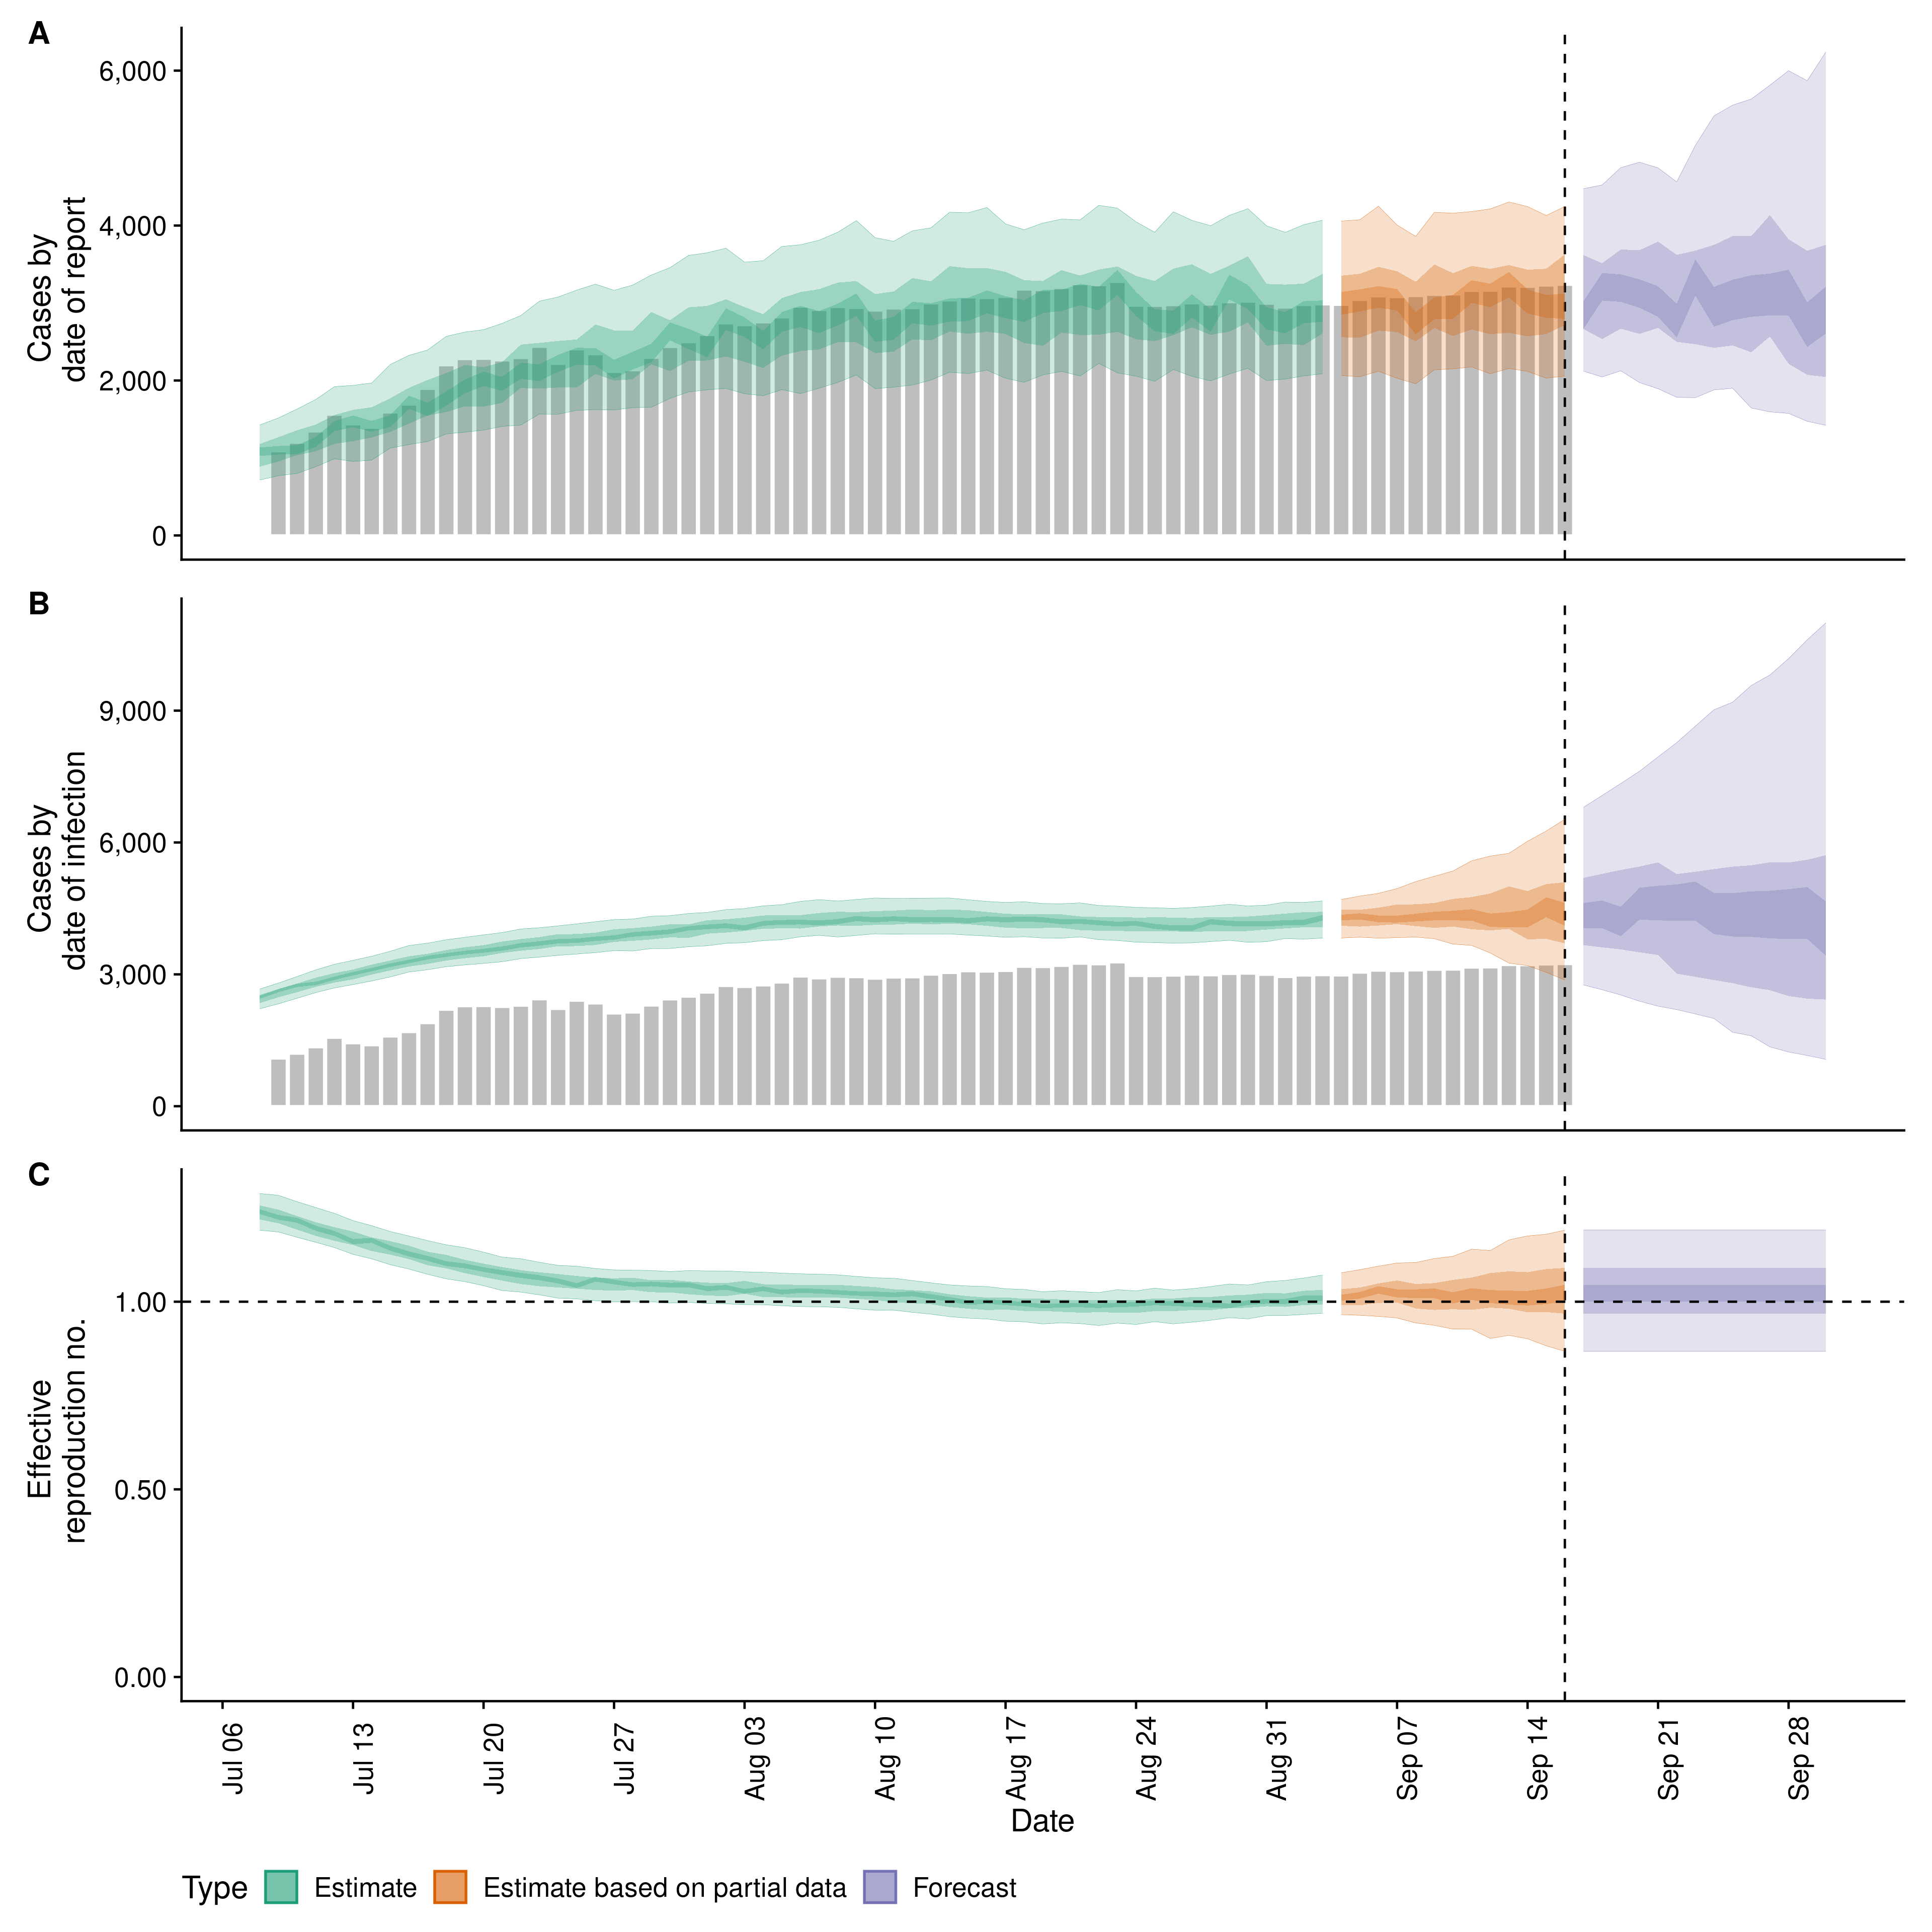 A
Cases by
date of report
6,000
4,000
2,000
0
B
Cases by
date of infection
9,000
6,000
3,000
0
C
Effective
reproduction no.
1.00
0.50
0.00
Jul 06
Jul 13
Jul 20
Jul 27
Aug 03
Aug 10
Aug 17
Aug 24
Aug 31
Sep 07
Sep 14
Sep 21
Sep 28
Date
Type Estimate Estimate based on partial data Forecast